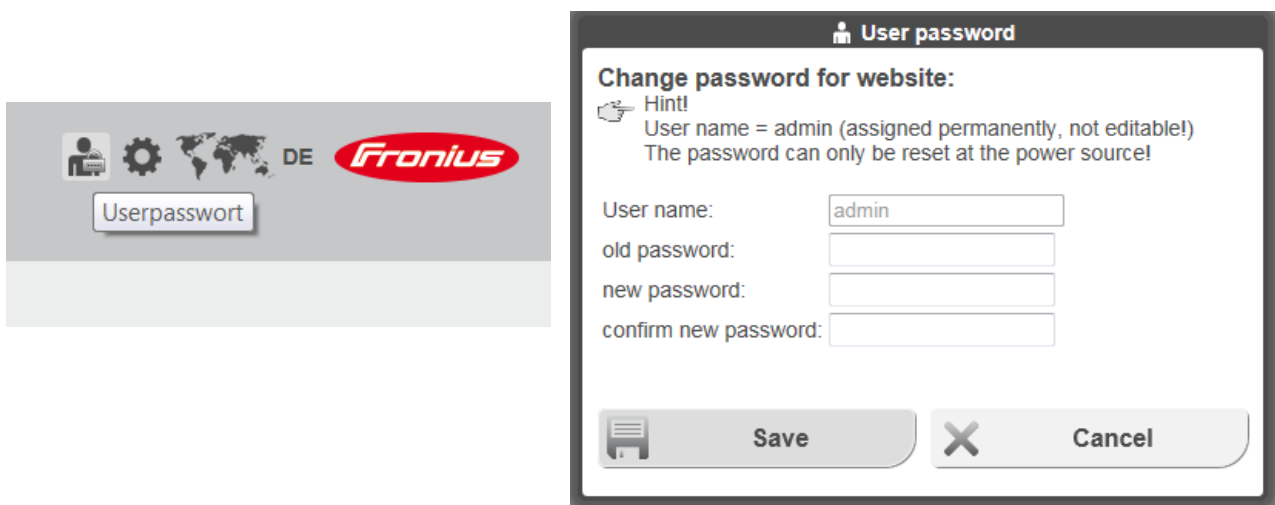 DE
Fronius
Userpasswort
User password
Change password for website:
Hint!
User name = admin (assigned permanently, not editable!)
The password can only be reset at the power source!
User name: admin
old password:
new password:
confirm new password:
Save
Cancel